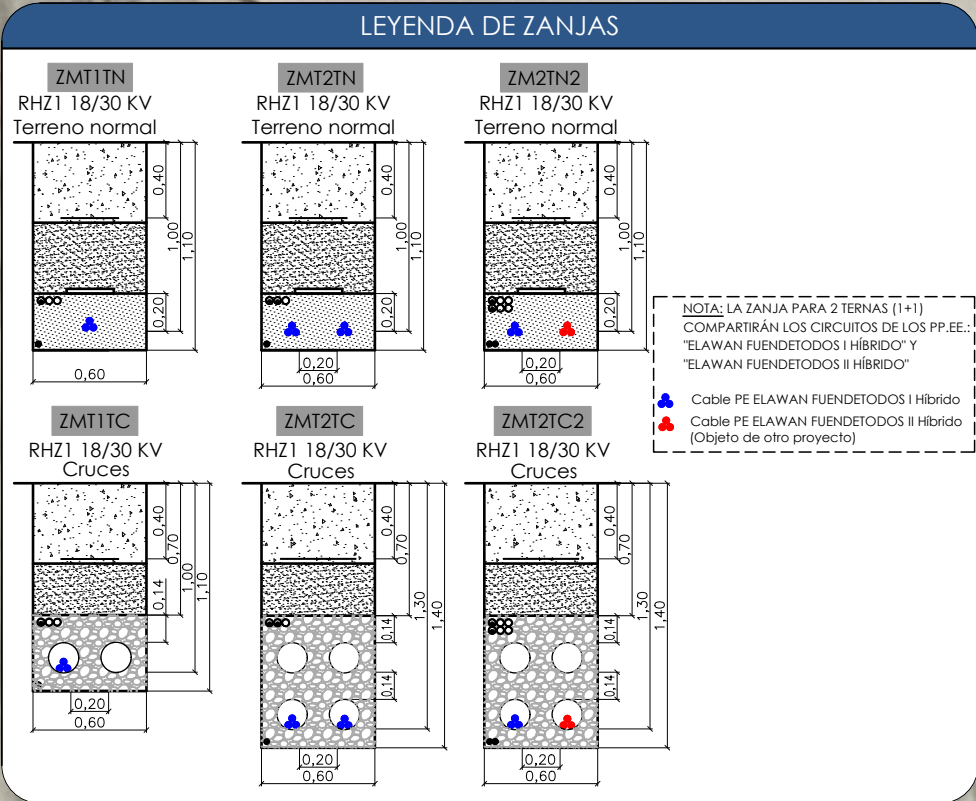 LEYENDA DE ZANJAS
ZMT1TN
RHZ1 18/30 KV
Terreno normal
0,40
1,00
1,10
0,20
0,60
ZMT2TN
RHZ1 18/30 KV
Terreno normal
0,40
1,00
1,10
0,20
0,20
0,60
ZM2TN2
RHZ1 18/30 KV
Terreno normal
0,40
1,00
1,10
0,20
0,20
0,60
NOTA: LA ZANJA PARA 2 TERNAS (1+1)
COMPARTIRÁN LOS CIRCUITOS DE LOS PP.EE.:
"ELAWAN FUENDETODOS I HÍBRIDO" Y
"ELAWAN FUENDETODOS II HÍBRIDO"
Cable PE ELAWAN FUENDETODOS I Híbrido
Cable PE ELAWAN FUENDETODOS II Híbrido
(Objeto de otro proyecto)
ZMT1TC
RHZ1 18/30 KV
Cruces
0,40
0,70
1,00
1,10
0,14
0,20
0,60
ZMT2TC
RHZ1 18/30 KV
Cruces
0,40
0,70
1,30
1,40
0,14
0,14
0,20
0,60
ZMT2TC2
RHZ1 18/30 KV
Cruces
0,40
0,70
1,30
1,40
0,14
0,14
0,20
0,60